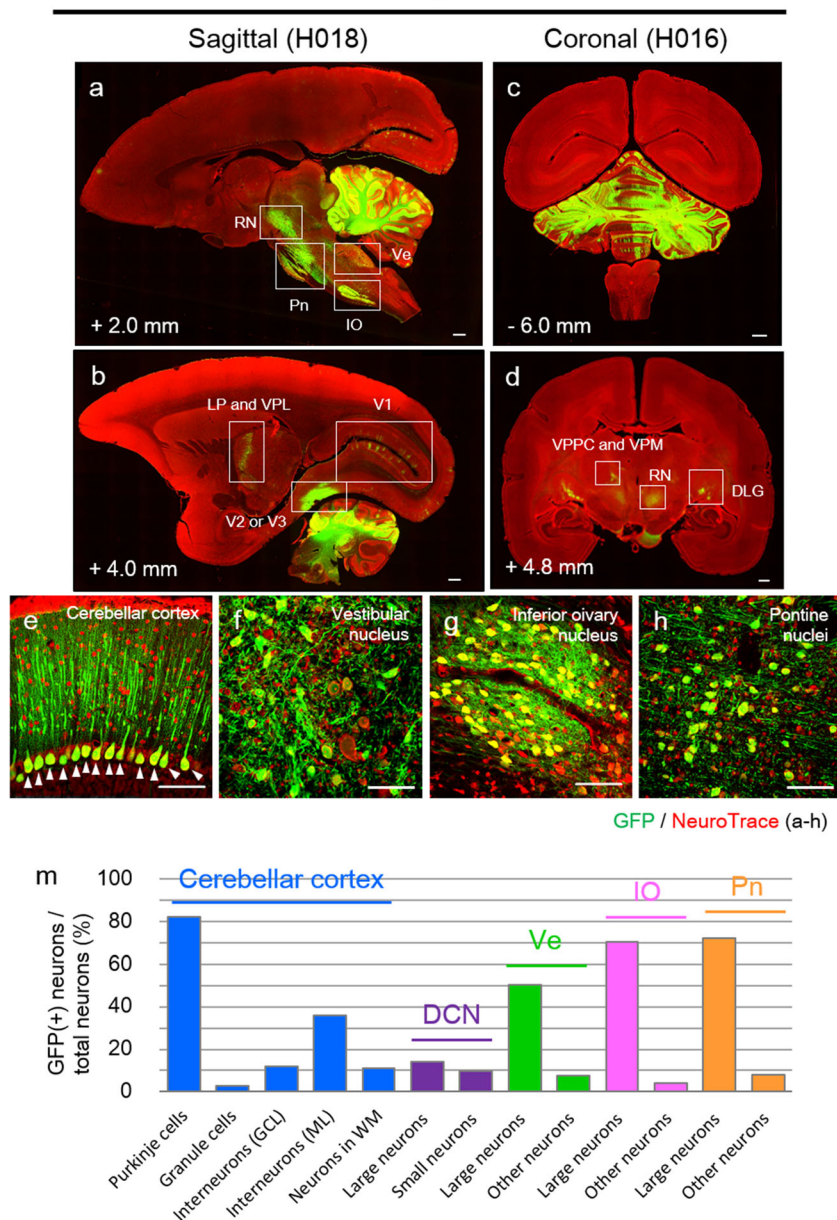 Sagittal (H018)
Coronal (H016)
a
RN
Ve
Pn
IO
+ 2.0 mm
c
- 6.0 mm
b
LP and VPL
V1
V2 or V3
+ 4.0 mm
d
VPPC and VPM
RN
DLG
+ 4.8 mm
e
Cerebellar cortex
f
Vestibular
nucleus
g
Inferior oivary
nucleus
h
Pontine
nuclei
GFP / NeuroTrace (a-h)
m
GFP(+) neurons /
total neurons (%)
100
80
60
40
20
0
Cerebellar cortex
DCN
Ve
IO
Pn
Purkinje cells
Granule cells
Interneurons (GCL)
Interneurons (ML)
Neurons in WM
Large neurons
Small neurons
Large neurons
Other neurons
Large neurons
Other neurons
Large neurons
Other neurons